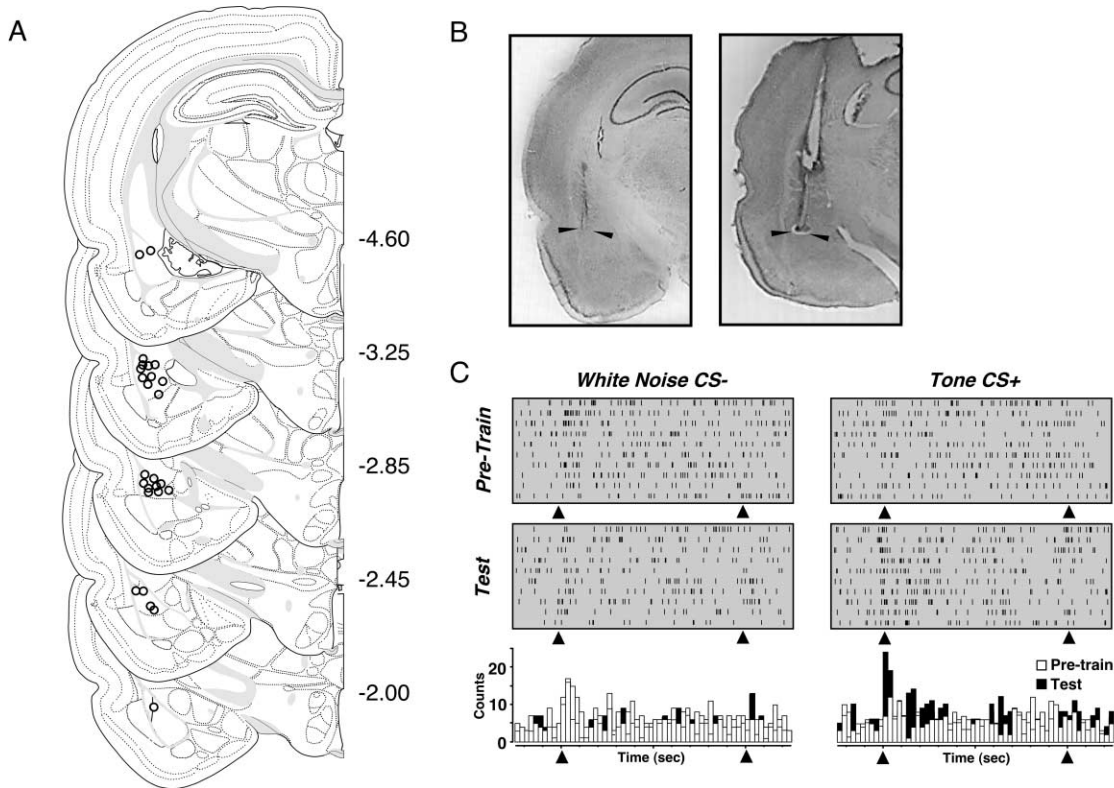 A
-4.60
-3.25
-2.85
-2.45
-2.00
B
C
White Noise CS-
Tone CS+
Pre-Train
Test
Counts
20
10
0
Time (sec)
Time (sec)
Pre-train
Test